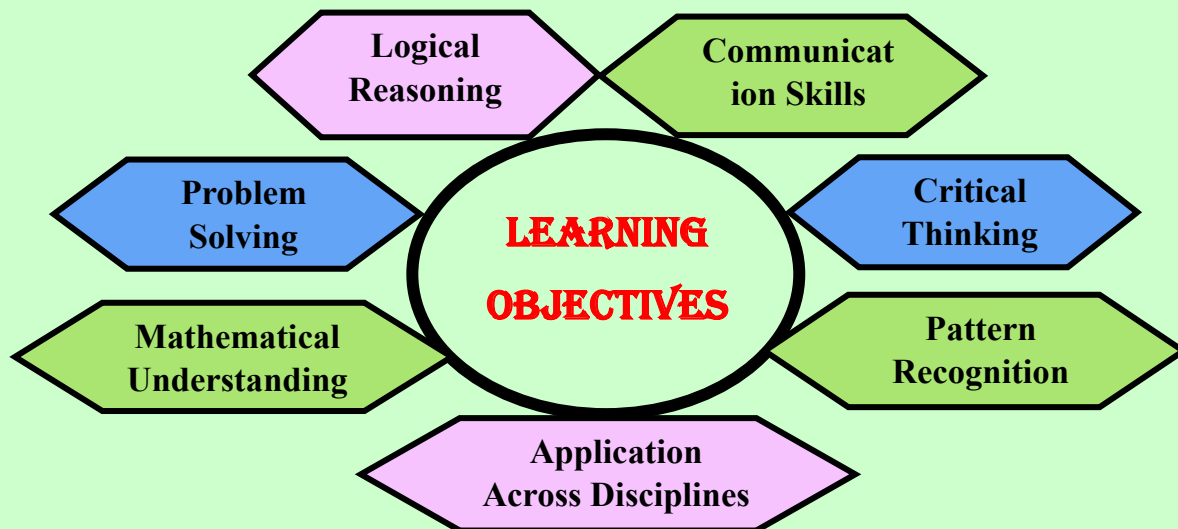 Logical
Reasoning
Communicat
ion Skills
Problem
Solving
Critical
Thinking
LEARNING
OBJECTIVES
Mathematical
Understanding
Pattern
Recognition
Application
Across Disciplines